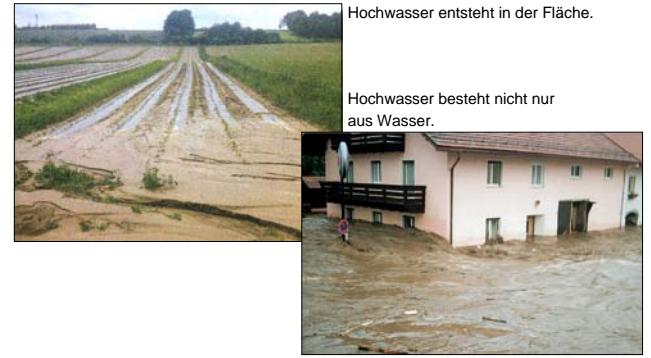 Hochwasser entsteht in der Fläche.
Hochwasser besteht nicht nur
aus Wasser.